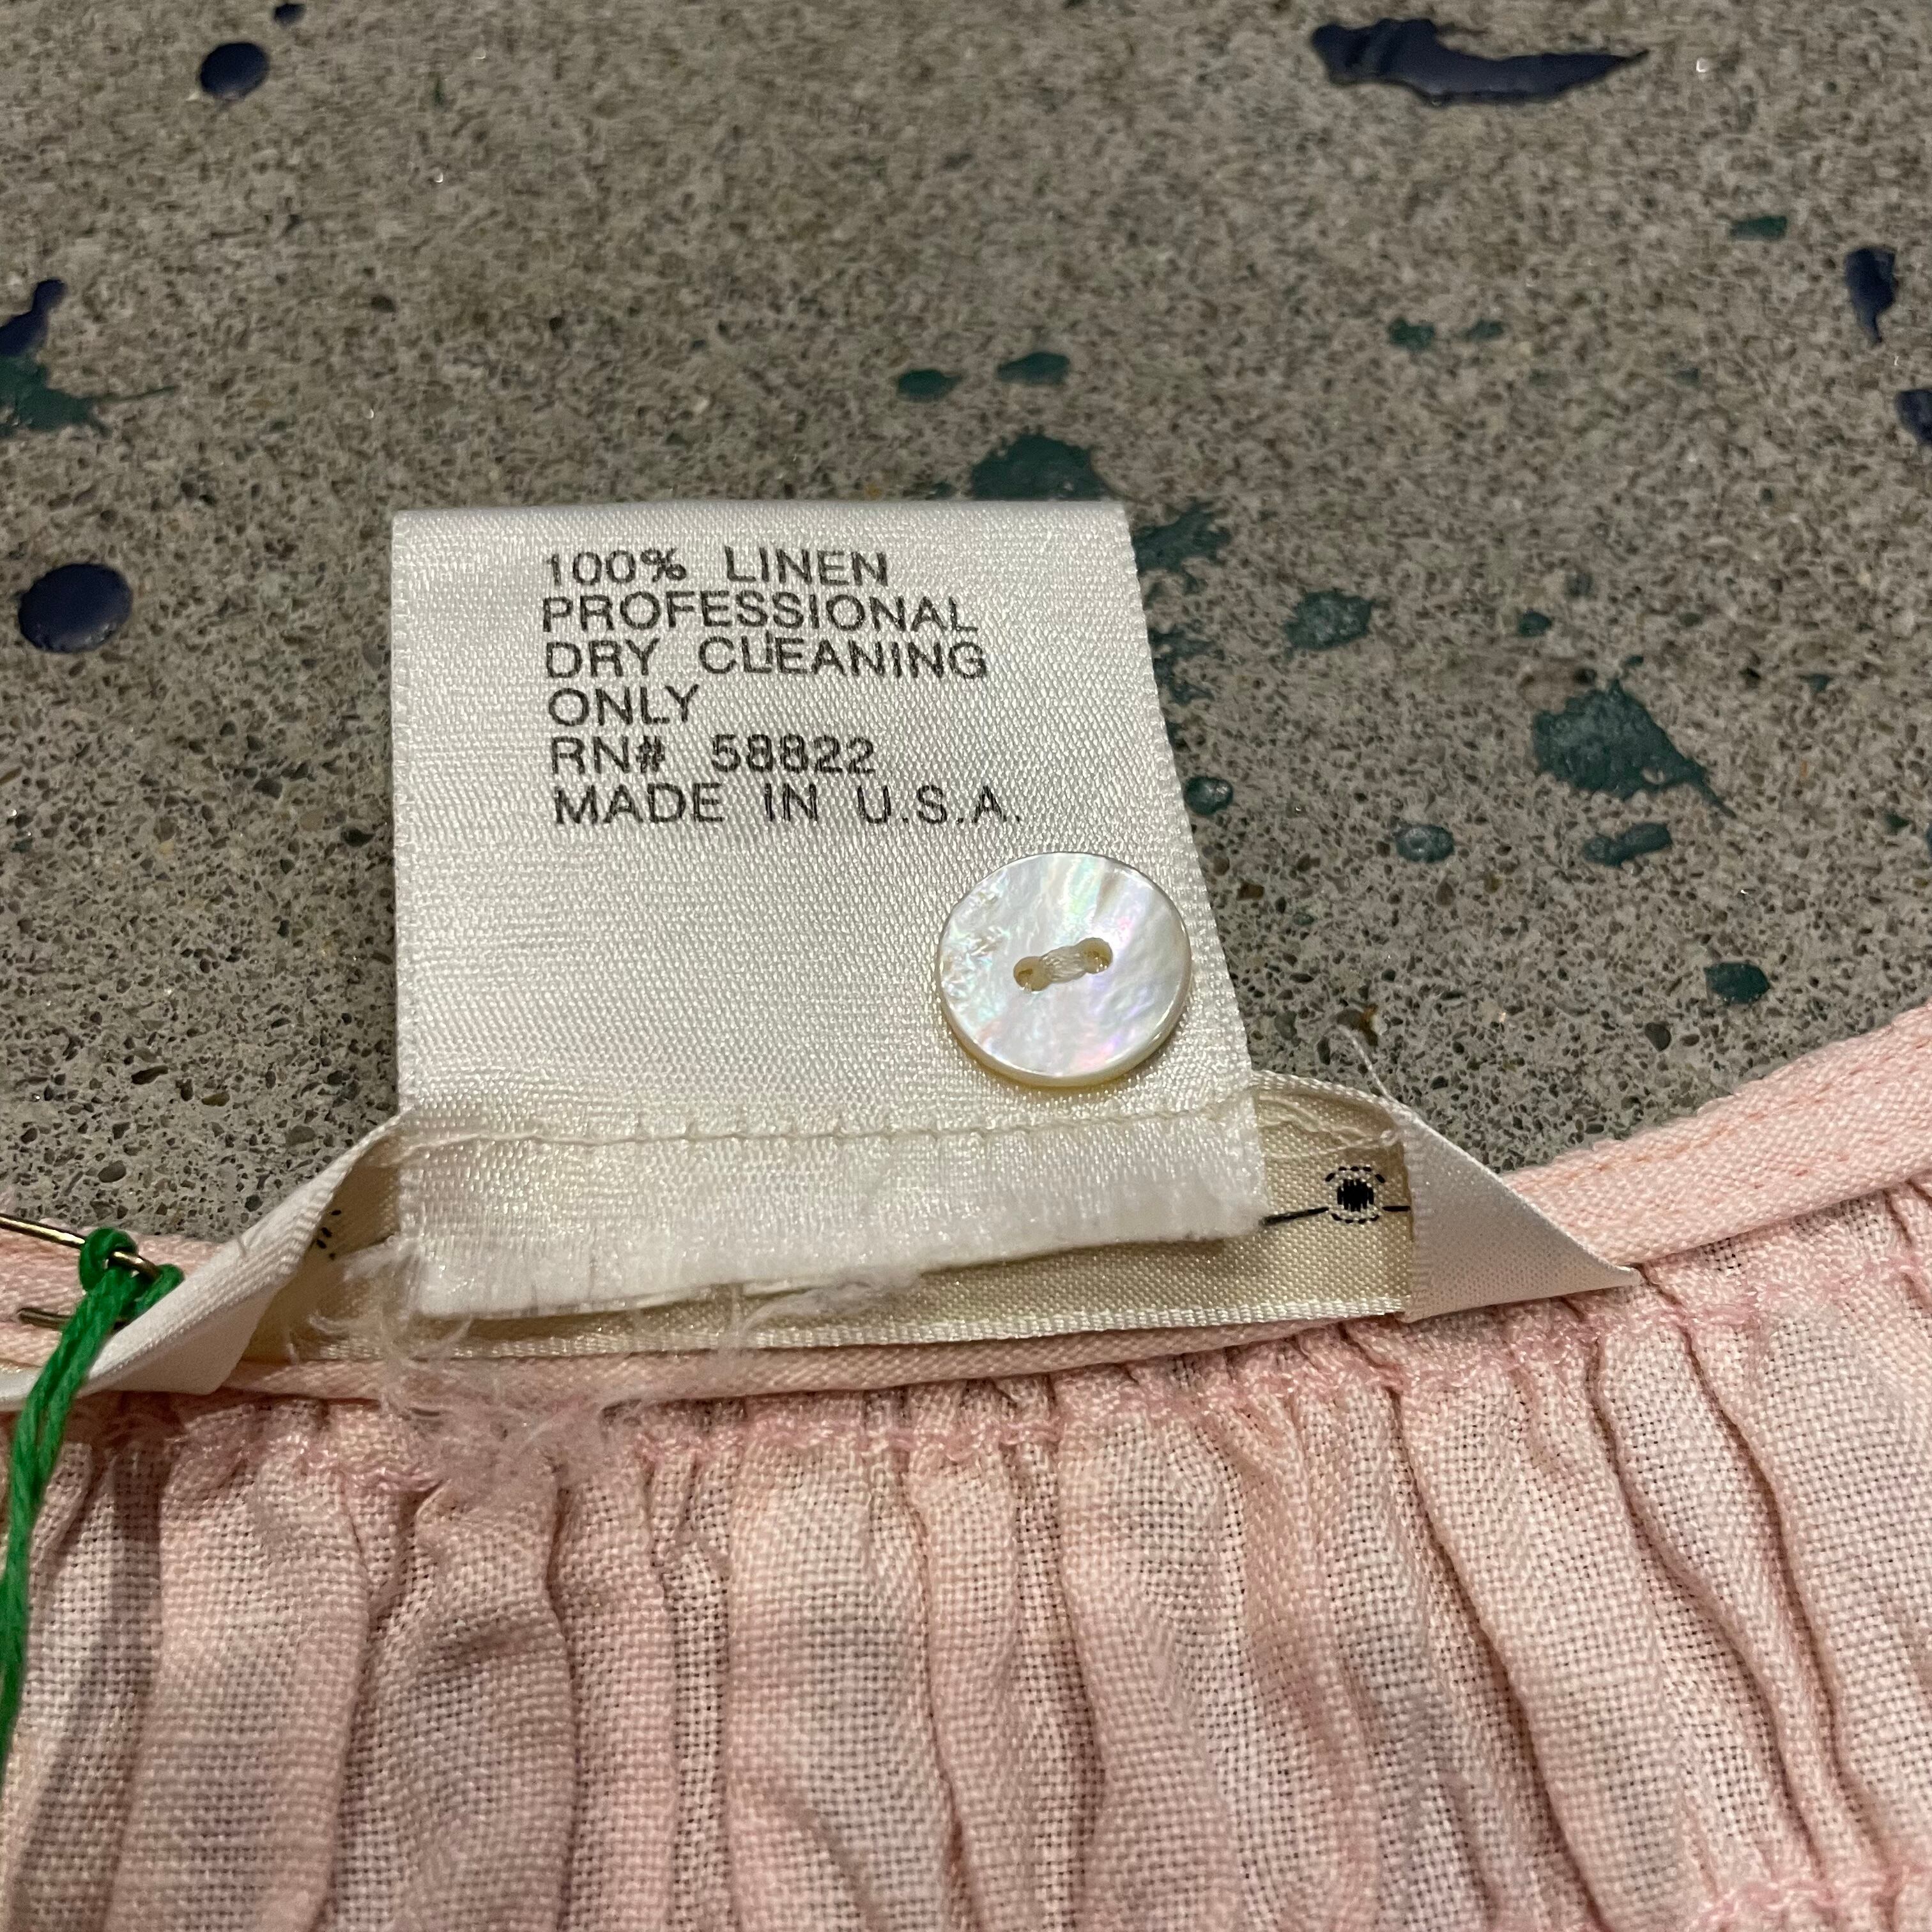 100% LINEN
PROFESSIONAL
DRY CLEANING
ONLY
RN# 58822
MADE IN U.S.A.